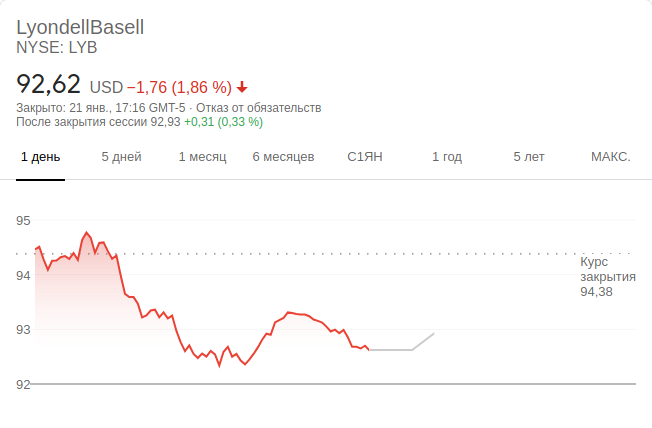 LyondellBasell
NYSE: LYB
92,62 USD −1,76 (1,86 %)
Закрыто: 21 янв., 17:16 GMT-5 · Отказ от обязательств
После закрытия сессии 92,93 +0,31 (0,33 %)
1 день 5 дней 1 месяц 6 месяцев С1ЯН 1 год 5 лет МАКС.
95
94
93
92
Курс
закрытия
94,38